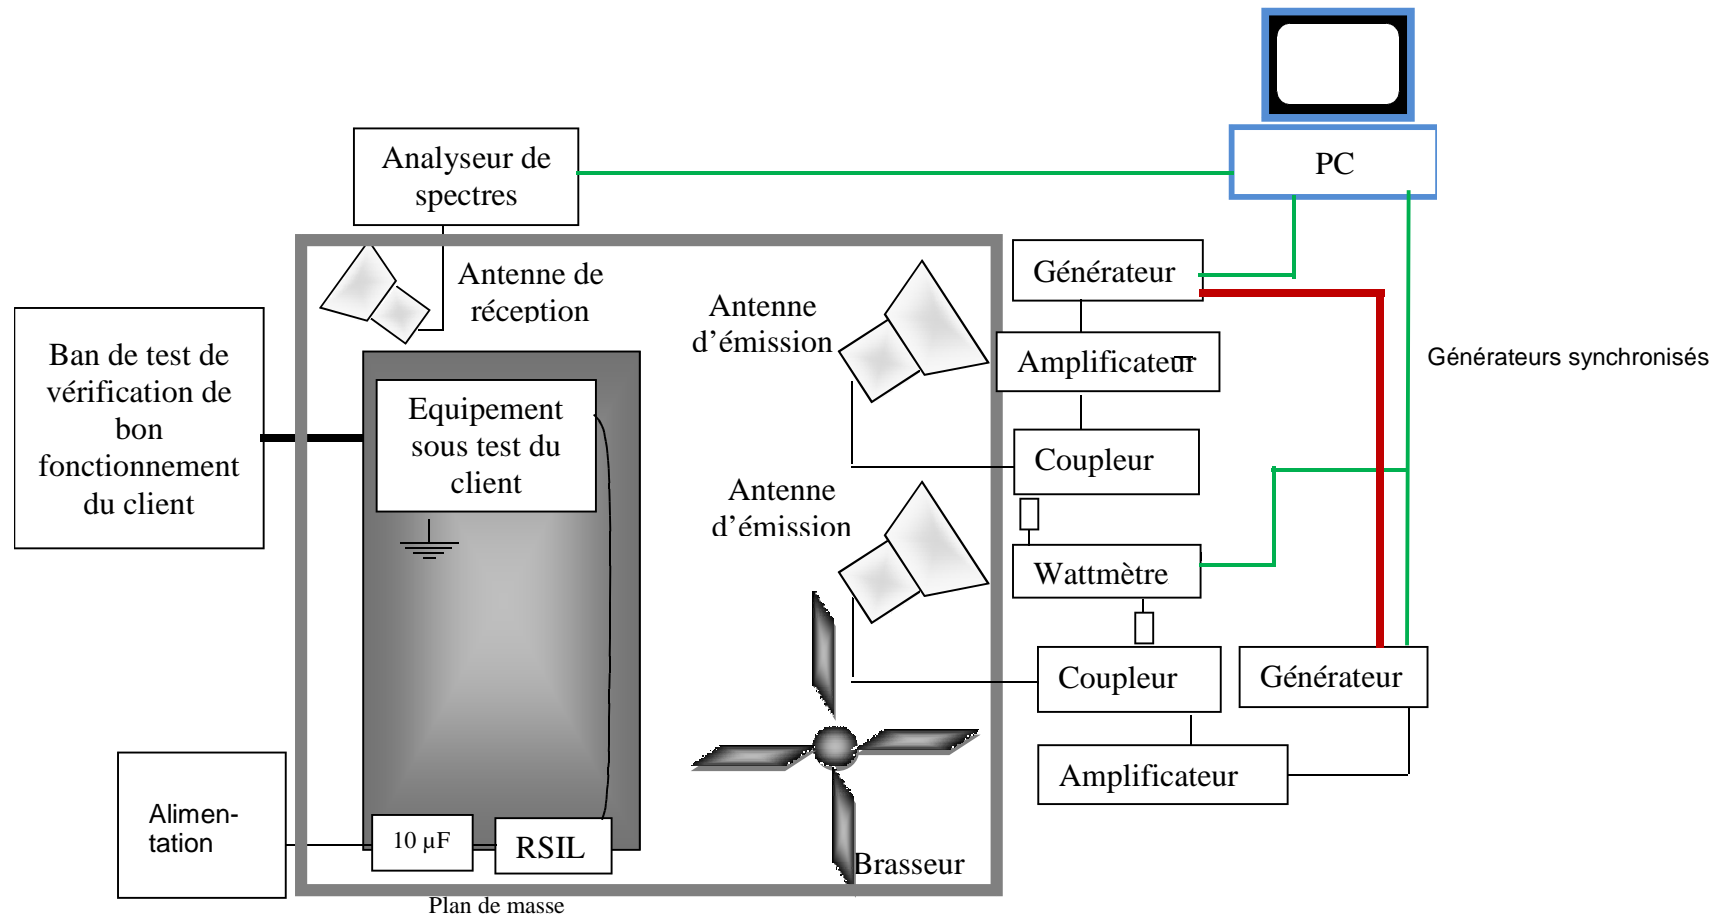 PC
Analyseur de
spectres
Générateur
Antenne de
réception
Antenne
d’émission
Ban de test de
vérification de
bon
fonctionnement
du client
Amplificateur
Générateurs synchronisés
Equipement
sous test du
client
Coupleur
Antenne
d’émission
Wattmètre
Coupleur
Générateur
Amplificateur
Alimen-
tation
10 µF
RSIL
Brasseur
Plan de masse